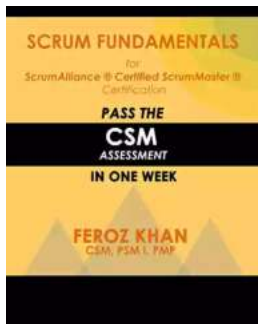 SCRUM FUNDAMENTALS
for
ScrumAlliance ® Certified ScrumMaster ®
Certification
PASS THE
CSM
ASSESSMENT
IN ONE WEEK
FEROZ KHAN
CSM, PSM I, PMP